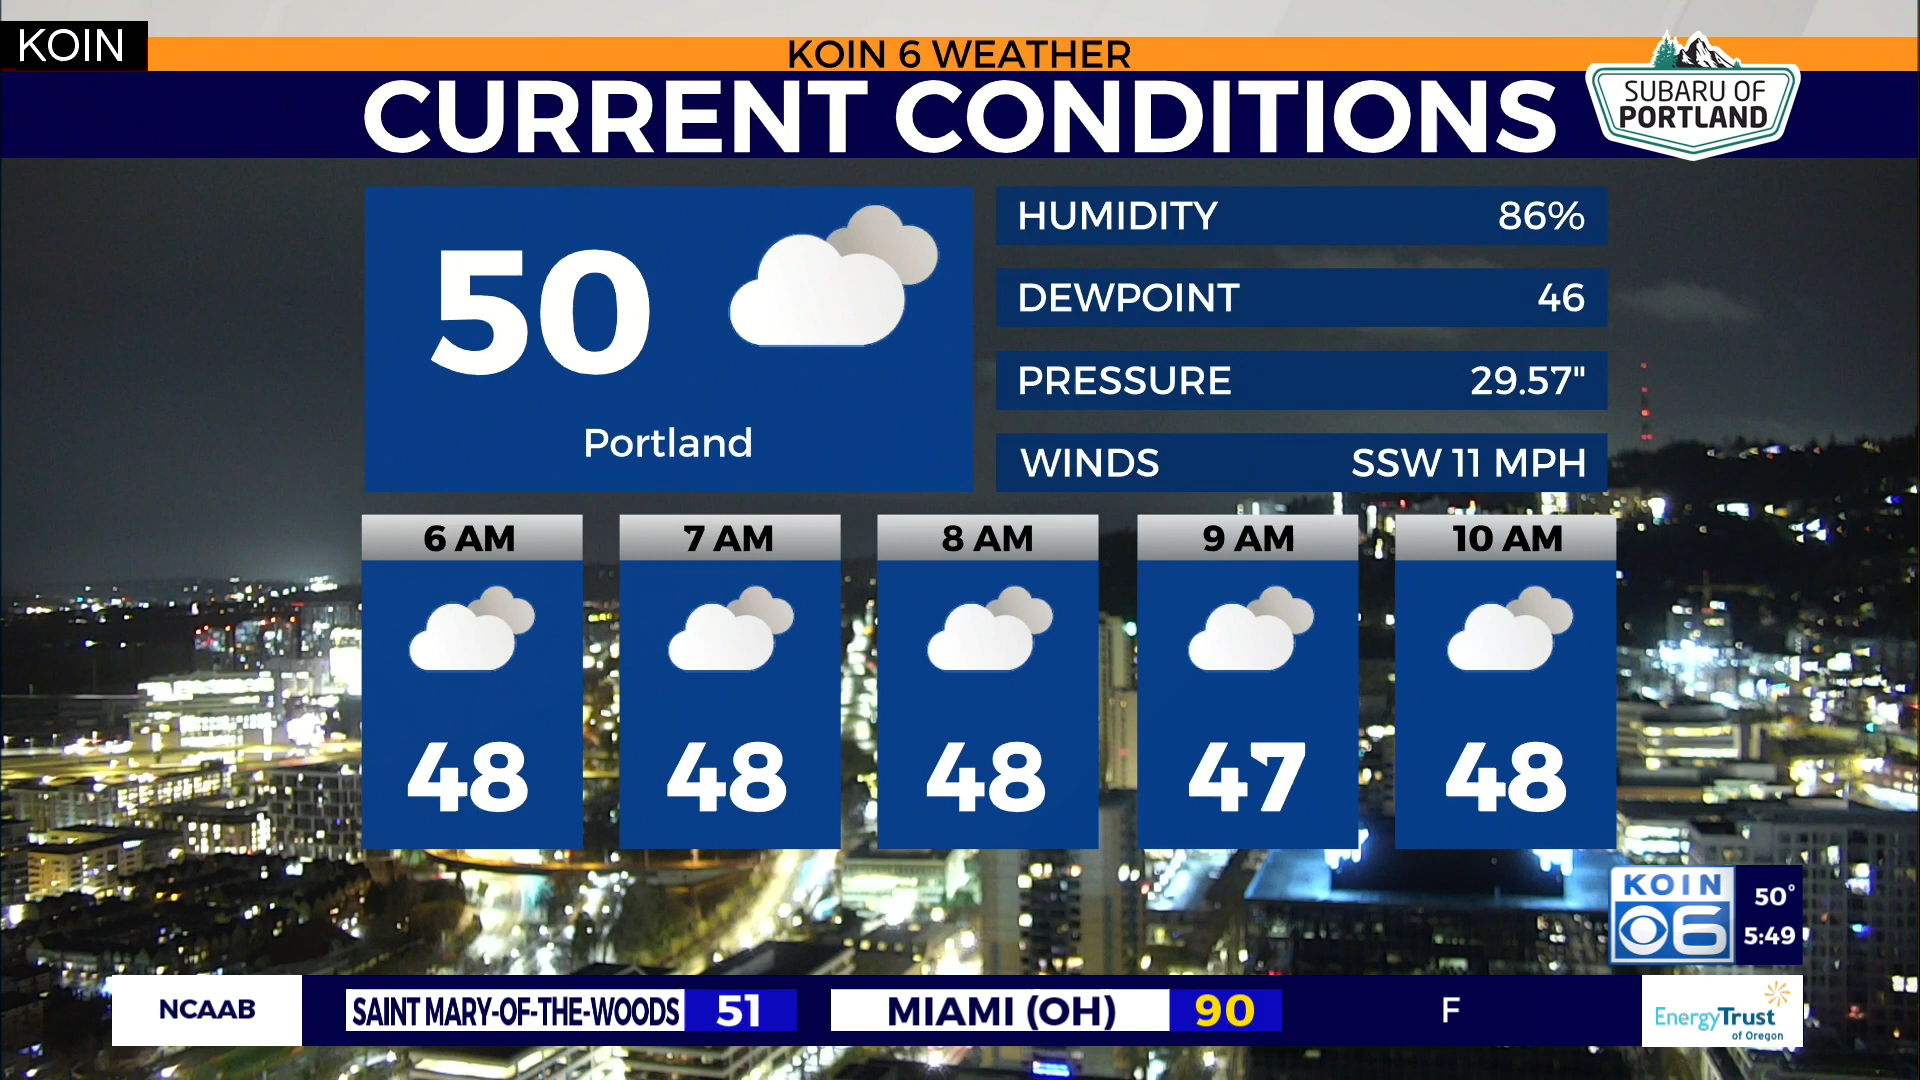 KOIN
KOIN 6 WEATHER
CURRENT CONDITIONS
SUBARU OF
PORTLAND
50
Portland
HUMIDITY 86%
DEWPOINT 46
PRESSURE 29.57"
WINDS SSW 11 MPH
6 AM 7 AM 8 AM 9 AM 10 AM
48 48 48 47 48
KOIN
6
50°
5:49
NCAAB SAINT MARY-OF-THE-WOODS 51 MIAMI (OH) 90 F
EnergyTrust
of Oregon